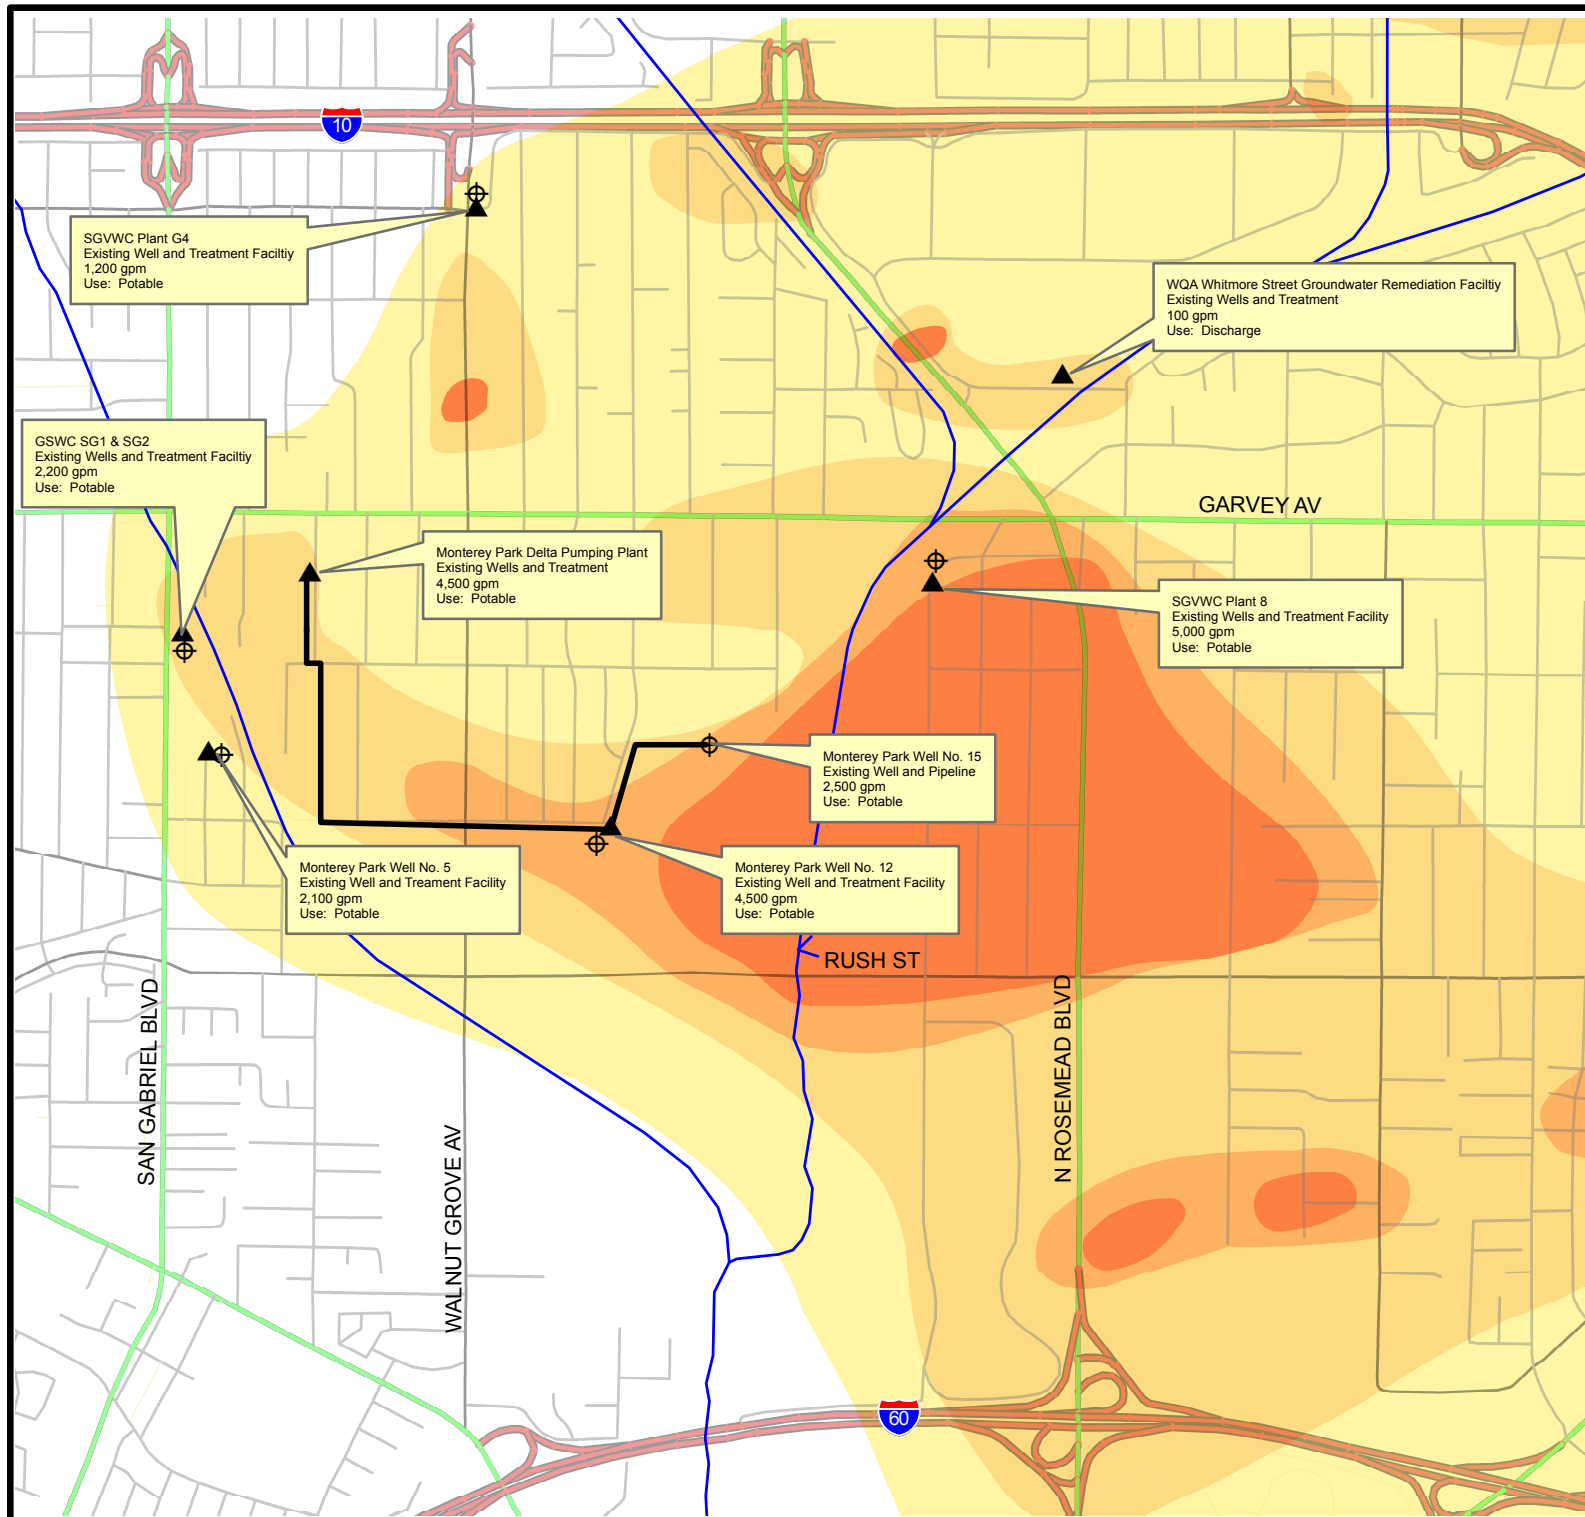 10
SGVWC Plant G4
Existing Well and Treatment Faciltiy
1,200 gpm
Use: Potable
WQA Whitmore Street Groundwater Remediation Faciltiy
Existing Wells and Treatment
100 gpm
Use: Discharge
GSWC SG1 & SG2
Existing Wells and Treatment Faciltiy
2,200 gpm
Use: Potable
GARVEY AV
Monterey Park Delta Pumping Plant
Existing Wells and Treatment
4,500 gpm
Use: Potable
SGVWC Plant 8
Existing Wells and Treatment Facility
5,000 gpm
Use: Potable
Monterey Park Well No. 15
Existing Well and Pipeline
2,500 gpm
Use: Potable
Monterey Park Well No. 5
Existing Well and Treament Facility
2,100 gpm
Use: Potable
Monterey Park Well No. 12
Existing Well and Treatment Facility
4,500 gpm
Use: Potable
RUSH ST
SAN GABRIEL BLVD
WALNUT GROVE AV
N ROSEMEAD BLVD
60